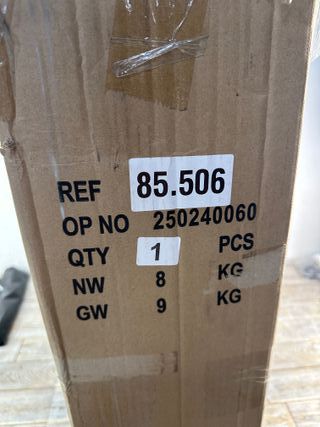 REF 85.506
OP NO 250240060
QTY 1 PCS
NW 8 KG
GW 9 KG